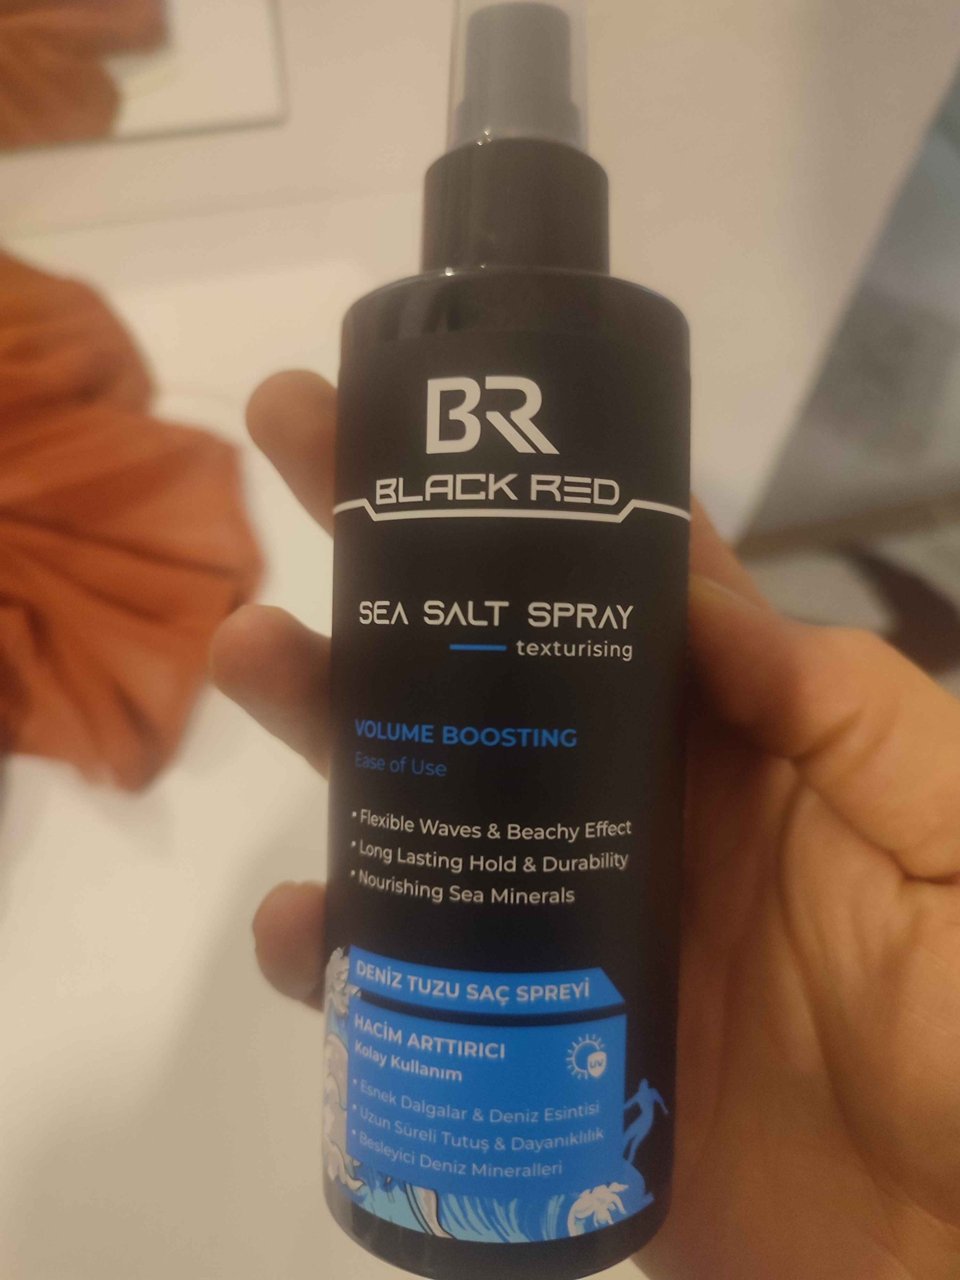 BR
BLACK RED
SEA SALT SPRAY
texturising
VOLUME BOOSTING
Ease of Use
• Flexible Waves & Beachy Effect
• Long Lasting Hold & Durability
• Nourishing Sea Minerals
DENİZ TUZU SAÇ SPREYİ
HACİM ARTTIRICI
Kolay Kullanım
UV
• Esnek Dalgalar & Deniz Esintisi
• Uzun Süreli Tutuş & Dayanıklılık
• Besleyici Deniz Mineralleri